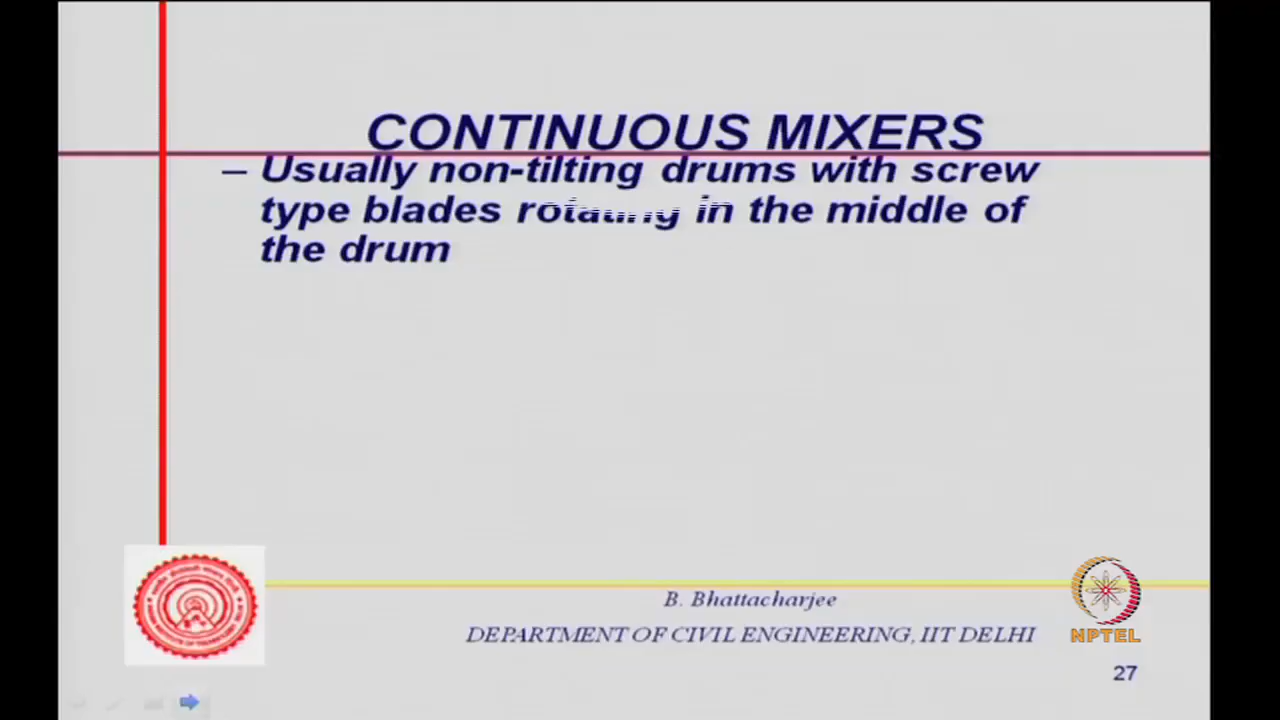 CONTINUOUS MIXERS
– Usually non-tilting drums with screw
type blades rotating in the middle of
the drum
B. Bhattacharjee
DEPARTMENT OF CIVIL ENGINEERING, IIT DELHI
NPTEL
27